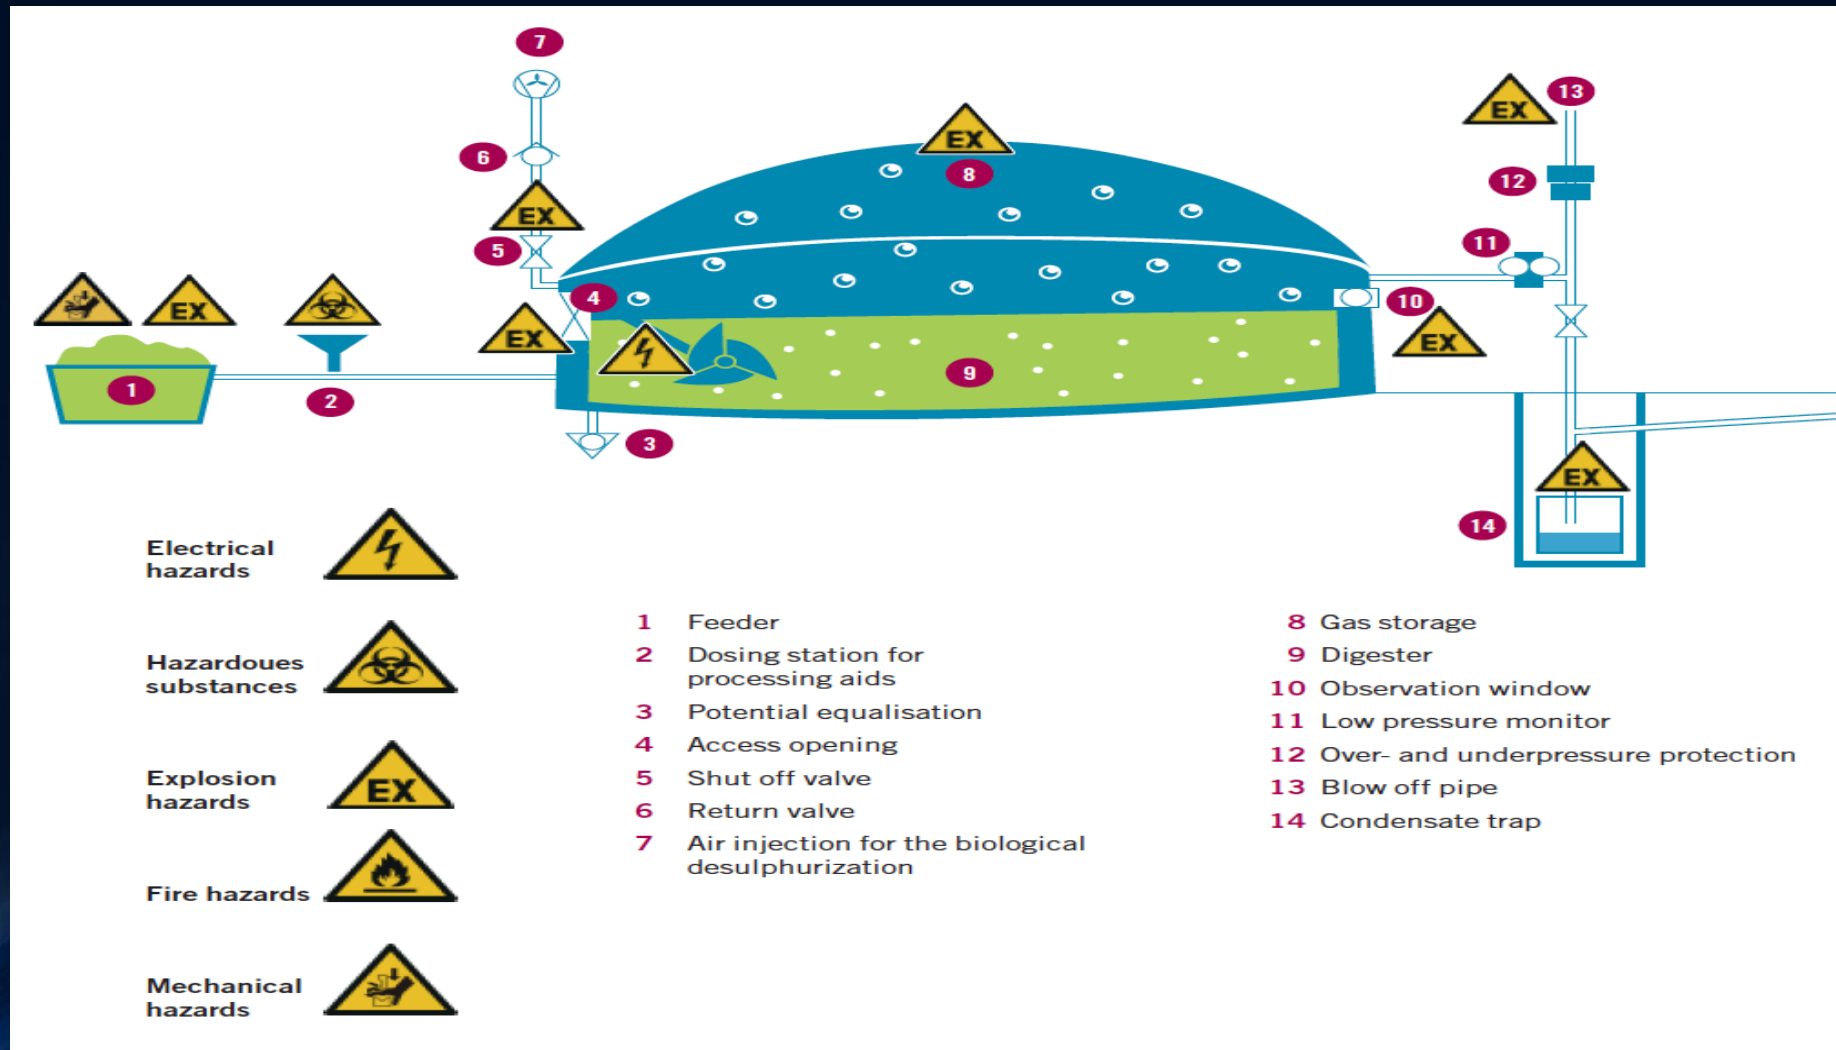 7
EX
13
EX
6
8
12
EX
5
11
4
10
EX
EX
EX
1
2
9
3
EX
14
Electrical
hazards
Hazardoues
substances
Explosion
hazards
EX
Fire hazards
Mechanical
hazards
1 Feeder
2 Dosing station for
processing aids
3 Potential equalisation
4 Access opening
5 Shut off valve
6 Return valve
7 Air injection for the biological
desulphurization
8 Gas storage
9 Digester
10 Observation window
11 Low pressure monitor
12 Over- and underpressure protection
13 Blow off pipe
14 Condensate trap